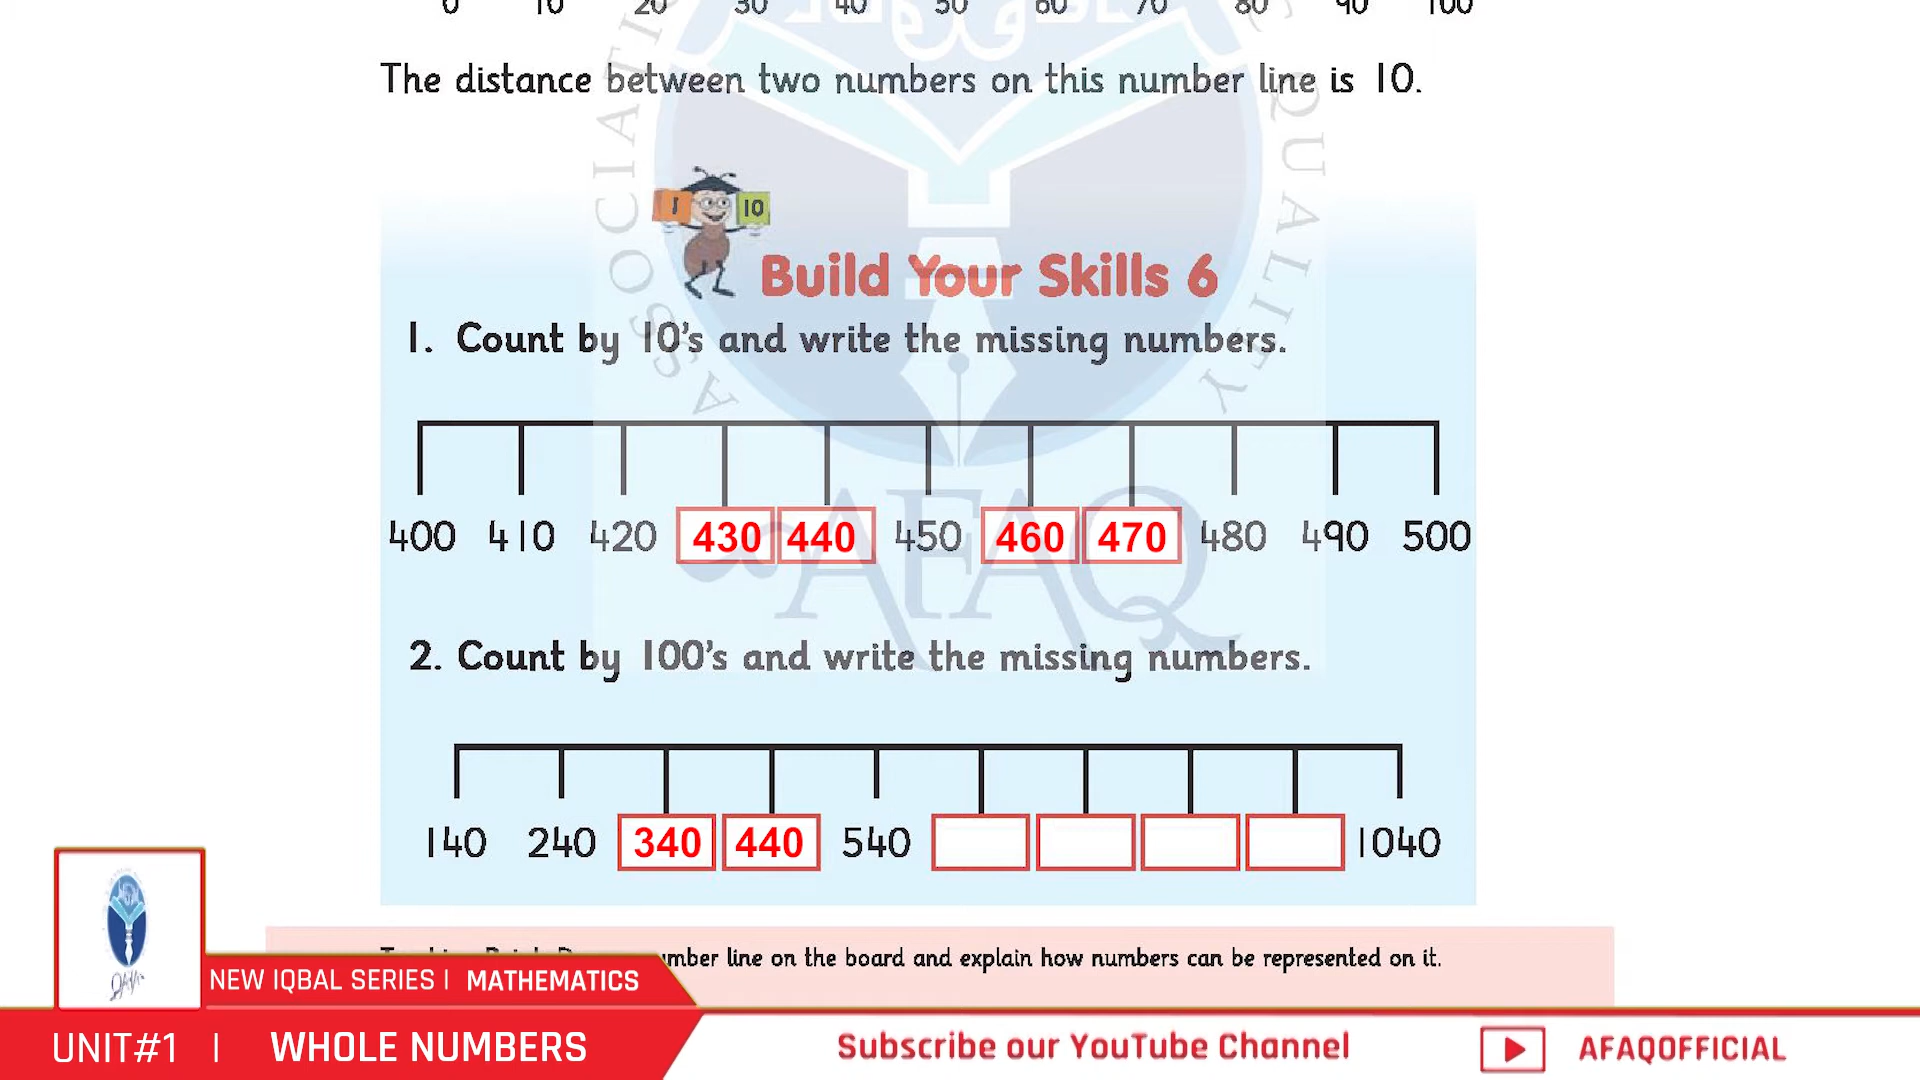 0 10 20 30 40 50 60 70 80 90 100
The distance between two numbers on this number line is 10.
1 10
Build Your Skills 6
1. Count by 10's and write the missing numbers.
400 410 420 430 440 450 460 470 480 490 500
AFAQ
2. Count by 100's and write the missing numbers.
140 240 340 440 540 1040
number line on the board and explain how numbers can be represented on it.
NEW IQBAL SERIES | MATHEMATICS
UNIT#1 | WHOLE NUMBERS
Subscribe our YouTube Channel
AFAQOFFICIAL